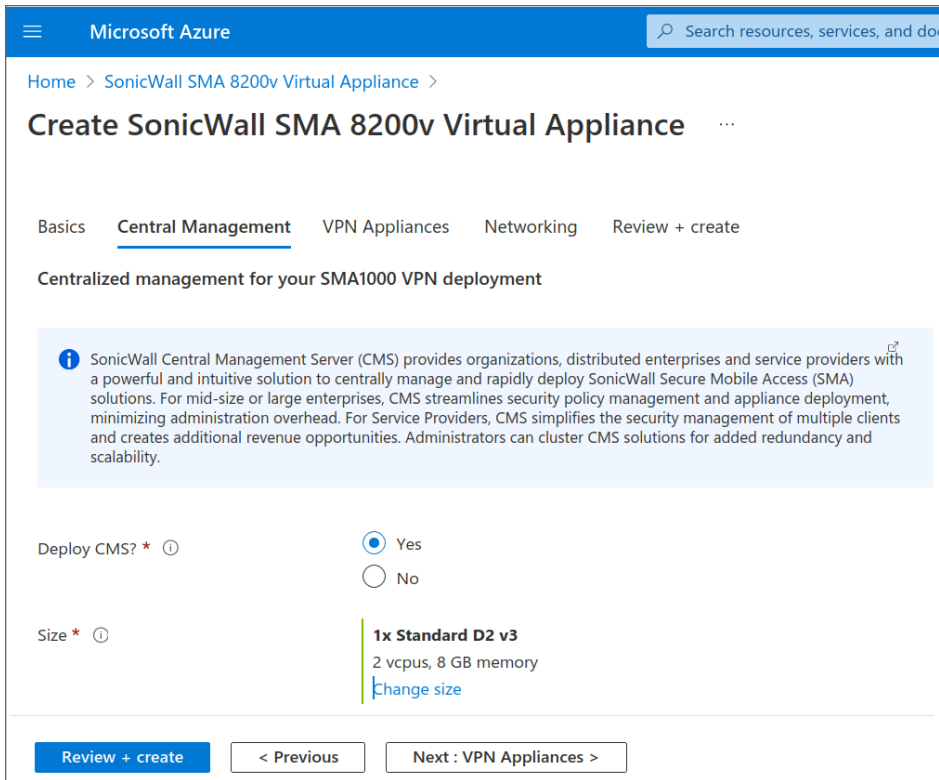 Microsoft Azure
Search resources, services, and doc
Home > SonicWall SMA 8200v Virtual Appliance >
Create SonicWall SMA 8200v Virtual Appliance ...
Basics Central Management VPN Appliances Networking Review + create
Centralized management for your SMA1000 VPN deployment
SonicWall Central Management Server (CMS) provides organizations, distributed enterprises and service providers with
a powerful and intuitive solution to centrally manage and rapidly deploy SonicWall Secure Mobile Access (SMA)
solutions. For mid-size or large enterprises, CMS streamlines security policy management and appliance deployment,
minimizing administration overhead. For Service Providers, CMS simplifies the security management of multiple clients
and creates additional revenue opportunities. Administrators can cluster CMS solutions for added redundancy and
scalability.
Deploy CMS? *
Yes
No
Size *
1x Standard D2 v3
2 vcpus, 8 GB memory
Change size
Review + create
< Previous
Next : VPN Appliances >